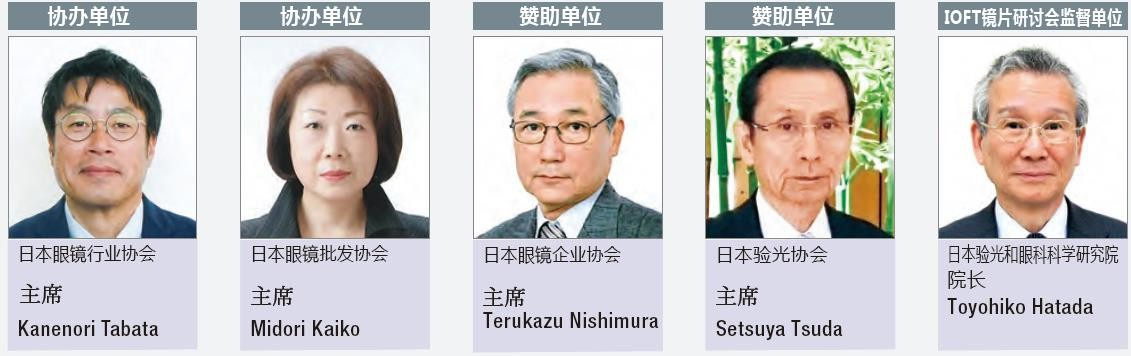 协办单位
日本眼镜行业协会
主席
Kanenori Tabata
协办单位
日本眼镜批发协会
主席
Midori Kaiko
赞助单位
日本眼镜企业协会
主席
Terukazu Nishimura
赞助单位
日本验光协会
主席
Setsuya Tsuda
IOFT镜片研讨会监督单位
日本验光和眼科科学研究院
院长
Toyohiko Hatada